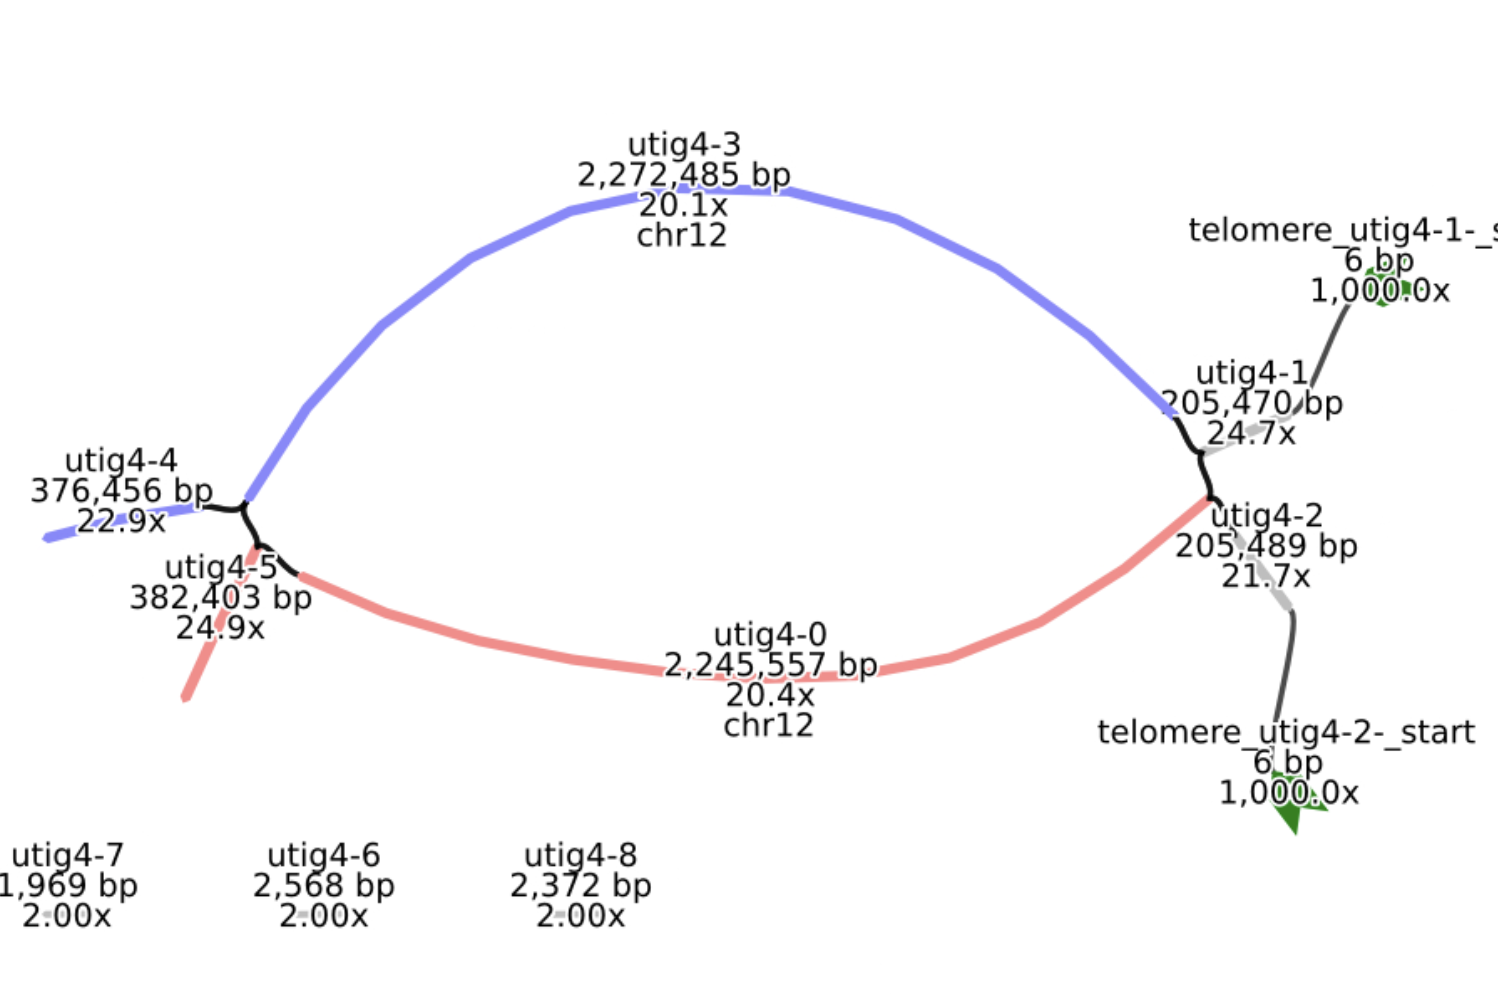 utig4-3
2,272,485 bp
20.1x
chr12
telomere_utig4-1-_s
6 bp
1,000.0x
utig4-1
205,470 bp
24.7x
utig4-4
376,456 bp
22.9x
utig4-2
205,489 bp
21.7x
utig4-5
382,403 bp
24.9x
utig4-0
2,245,557 bp
20.4x
chr12
telomere_utig4-2-_start
6 bp
1,000.0x
utig4-7
1,969 bp
2.00x
utig4-6
2,568 bp
2.00x
utig4-8
2,372 bp
2.00x